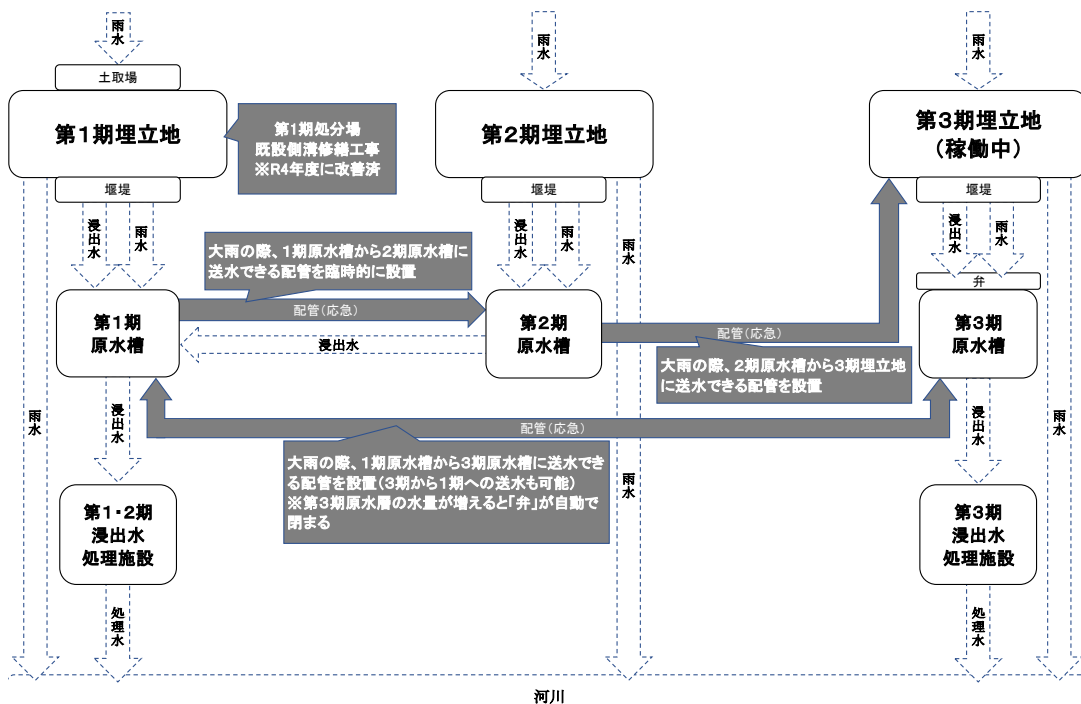 雨水
雨水
雨水
土取場
第1期埋立地
第2期埋立地
第3期埋立地
(稼働中)
第1期処分場
既設側溝修繕工事
※R4年度に改善済
堰堤
堰堤
堰堤
浸出水
雨水
浸出水
雨水
浸出水
雨水
大雨の際、1期原水槽から2期原水槽に
送水できる配管を臨時的に設置
雨水
弁
配管(応急)
第1期
原水槽
第2期
原水槽
第3期
原水槽
浸出水
配管(応急)
大雨の際、2期原水槽から3期埋立地
に送水できる配管を設置
雨水
浸出水
配管(応急)
浸出水
雨水
大雨の際、1期原水槽から3期原水槽に送水でき
る配管を設置(3期から1期への送水も可能)
※第3期原水層の水量が増えると「弁」が自動で
閉まる
雨水
第1・2期
浸出水
処理施設
第3期
浸出水
処理施設
処理水
処理水
河川